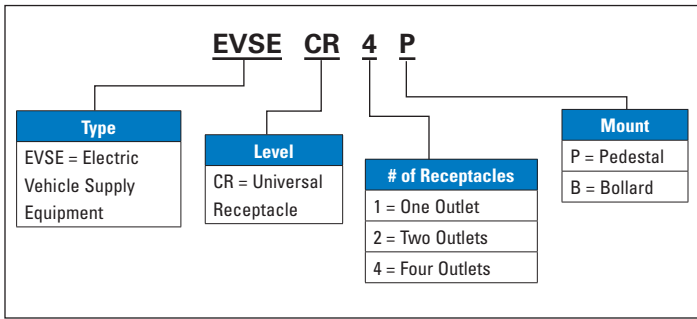 EVSE CR 4 P
Type
EVSE = Electric
Vehicle Supply
Equipment
Level
CR = Universal
Receptacle
# of Receptacles
1 = One Outlet
2 = Two Outlets
4 = Four Outlets
Mount
P = Pedestal
B = Bollard